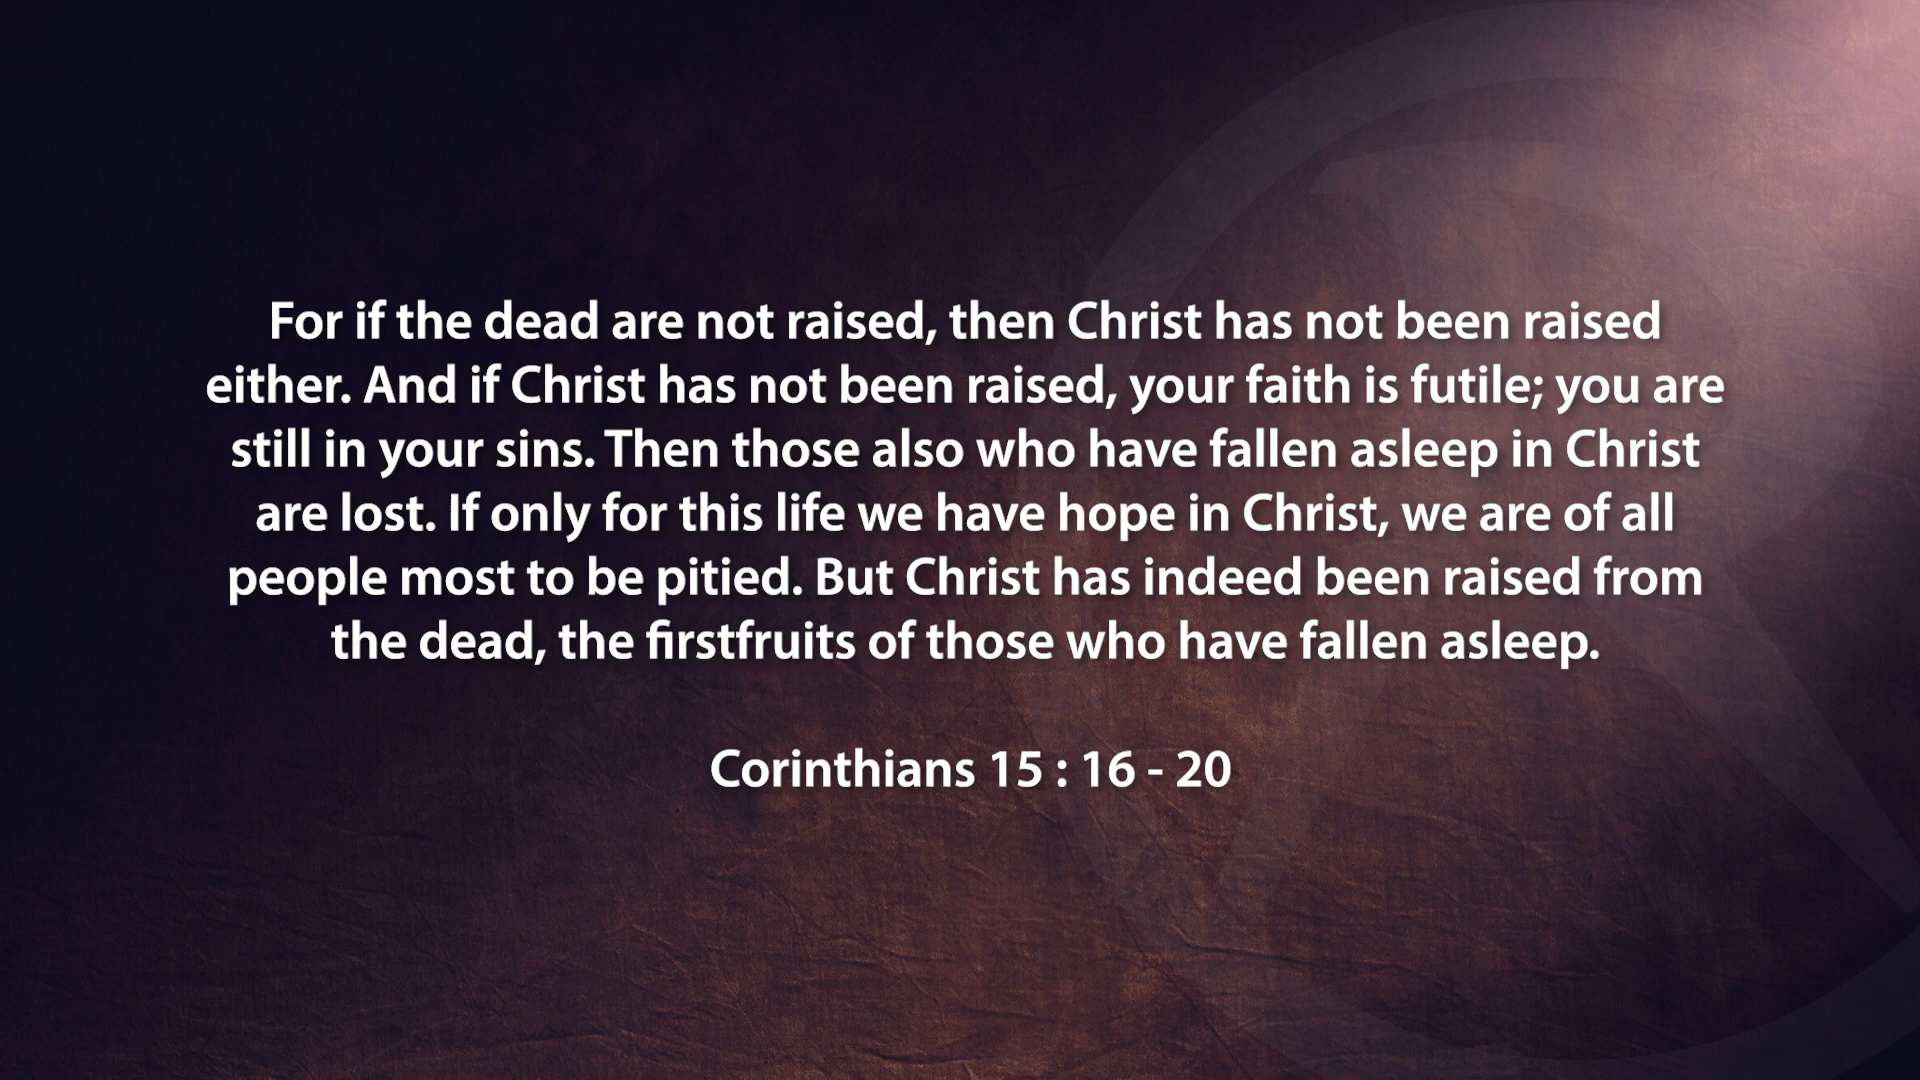 For if the dead are not raised, then Christ has not been raised
either. And if Christ has not been raised, your faith is futile; you are
still in your sins. Then those also who have fallen asleep in Christ
are lost. If only for this life we have hope in Christ, we are of all
people most to be pitied. But Christ has indeed been raised from
the dead, the firstfruits of those who have fallen asleep.
Corinthians 15 : 16 - 20